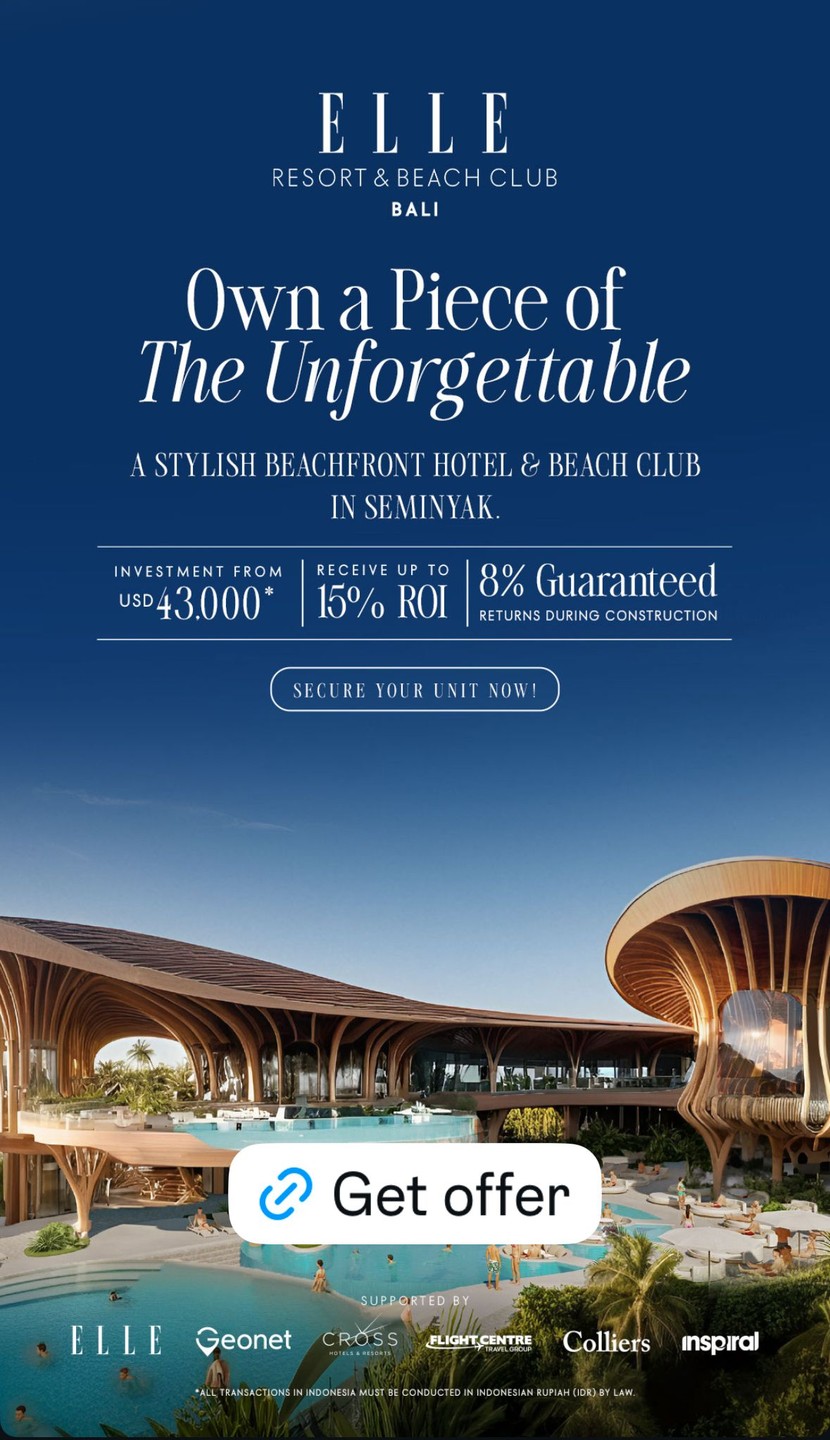 ELLE
RESORT & BEACH CLUB
BALI
Own a Piece of
The Unforgettable
A STYLISH BEACHFRONT HOTEL & BEACH CLUB
IN SEMINYAK.
INVESTMENT FROM
USD43.000*
RECEIVE UP TO
15% ROI
8% Guaranteed
RETURNS DURING CONSTRUCTION
SECURE YOUR UNIT NOW!
Get offer
SUPPORTED BY
ELLE Geonet CROSS HOTELS & RESORTS FLIGHT CENTRE TRAVEL GROUP Colliers inspiral
*ALL TRANSACTIONS IN INDONESIA MUST BE CONDUCTED IN INDONESIAN RUPIAH (IDR) BY LAW.